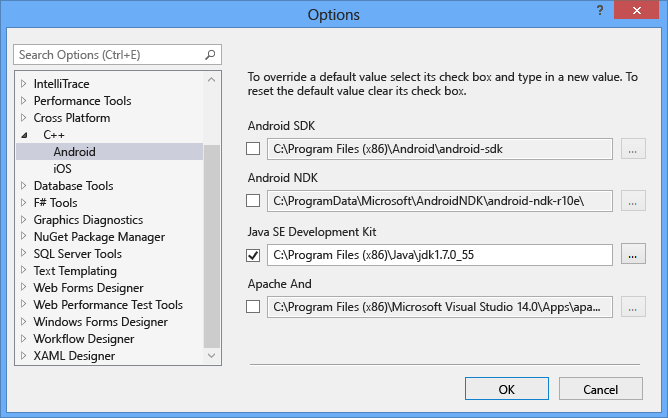 Options
?
Search Options (Ctrl+E)
IntelliTrace
Performance Tools
Cross Platform
C++
Android
iOS
Database Tools
F# Tools
Graphics Diagnostics
NuGet Package Manager
SQL Server Tools
Text Templating
Web Forms Designer
Web Performance Test Tools
Windows Forms Designer
Workflow Designer
XAML Designer
To override a default value select its check box and type in a new value. To
reset the default value clear its check box.
Android SDK
C:\Program Files (x86)\Android\android-sdk
...
Android NDK
C:\ProgramData\Microsoft\AndroidNDK\android-ndk-r10e\
...
Java SE Development Kit
C:\Program Files (x86)\Java\jdk1.7.0_55
...
Apache And
C:\Program Files (x86)\Microsoft Visual Studio 14.0\Apps\apa...
...
OK
Cancel